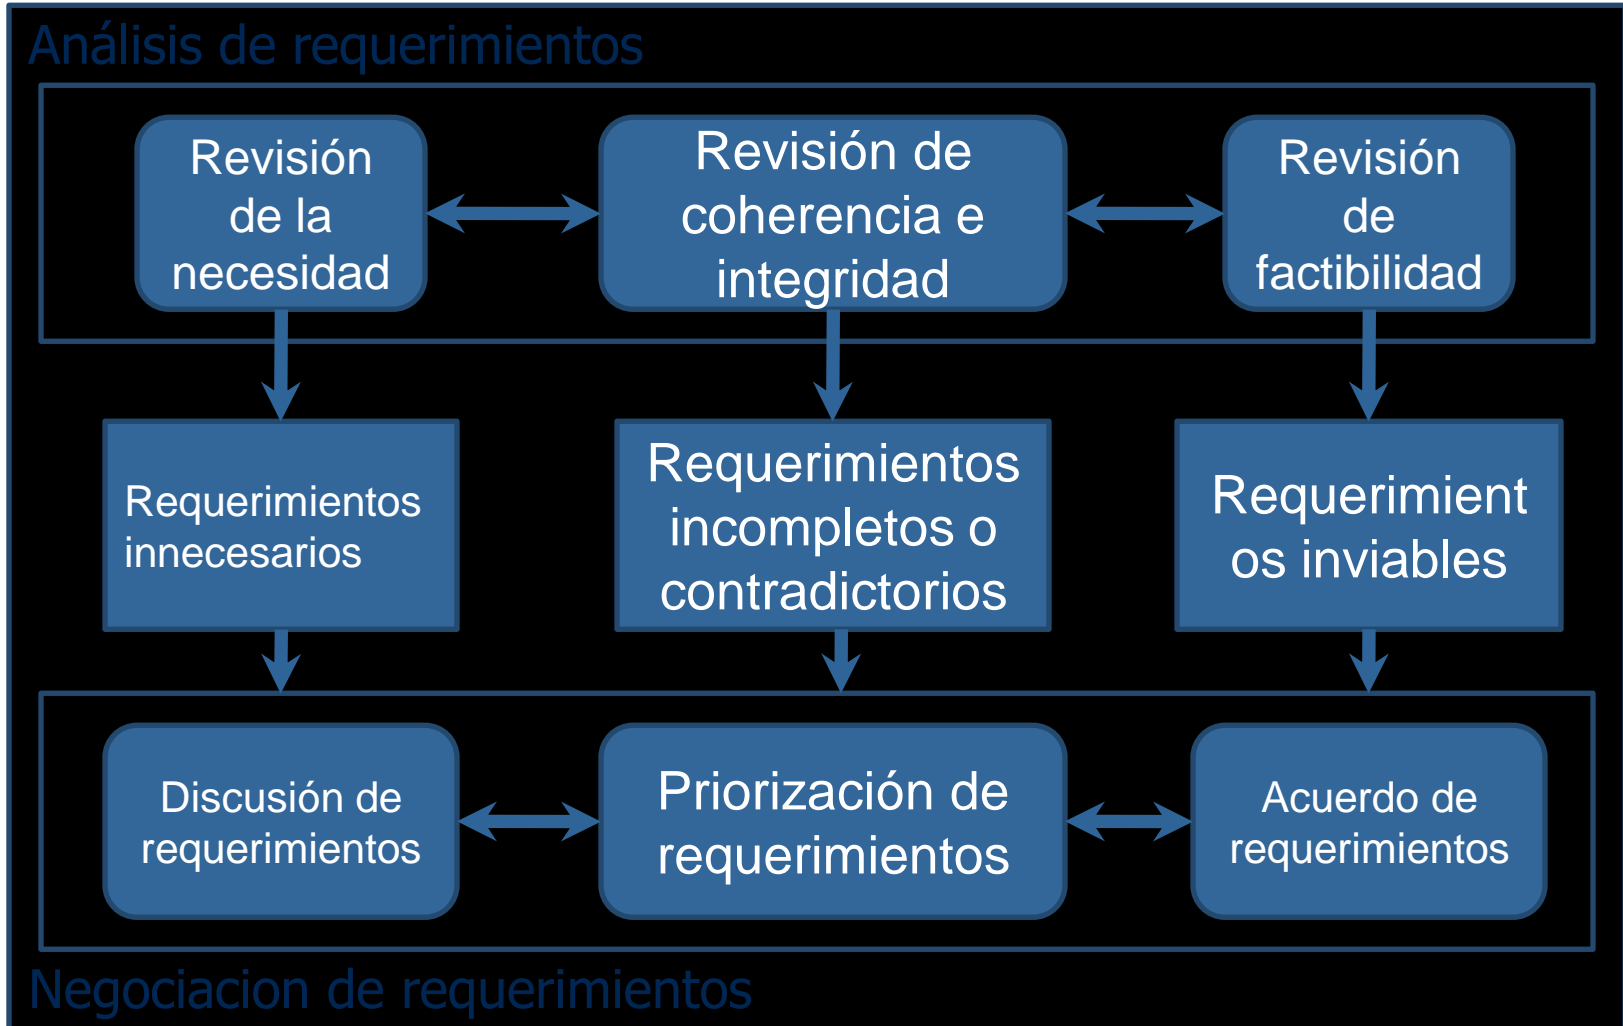 Análisis de requerimientos
Revisión
de la
necesidad
Revisión de
coherencia e
integridad
Revisión
de
factibilidad
Requerimientos
innecesarios
Requerimientos
incompletos o
contradictorios
Requerimient
os inviables
Discusión de
requerimientos
Priorización de
requerimientos
Acuerdo de
requerimientos
Negociacion de requerimientos